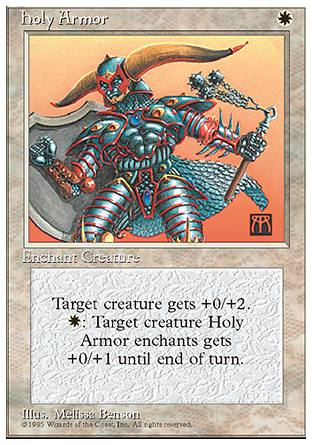 Holy Armor
Enchant Creature
Target creature gets +0/+2.
: Target creature Holy
Armor enchants gets
+0/+1 until end of turn.
Illus. Melissa Benson
©1995 Wizards of the Coast, Inc. All rights reserved.